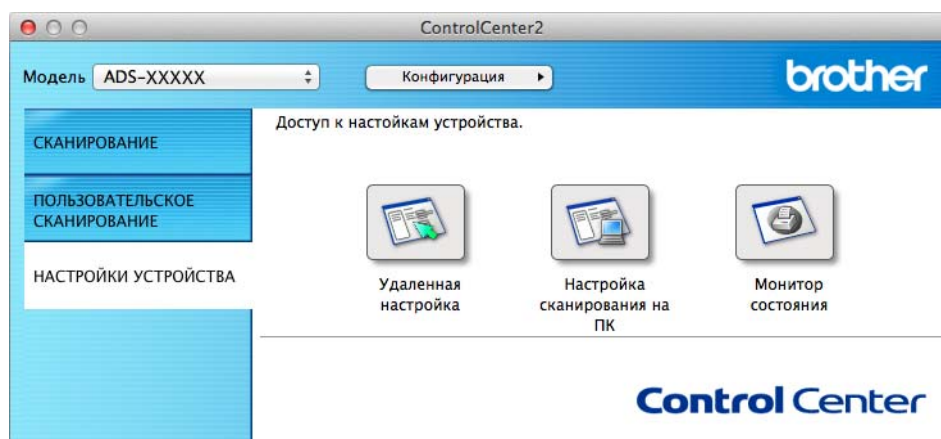 ControlCenter2
Модель ADS-XXXXX Конфигурация
brother
СКАНИРОВАНИЕ
ПОЛЬЗОВАТЕЛЬСКОЕ
СКАНИРОВАНИЕ
НАСТРОЙКИ УСТРОЙСТВА
Доступ к настойкам устройства.
Удаленная
настройка
Настройка
сканирования на
ПК
Монитор
состояния
Control Center